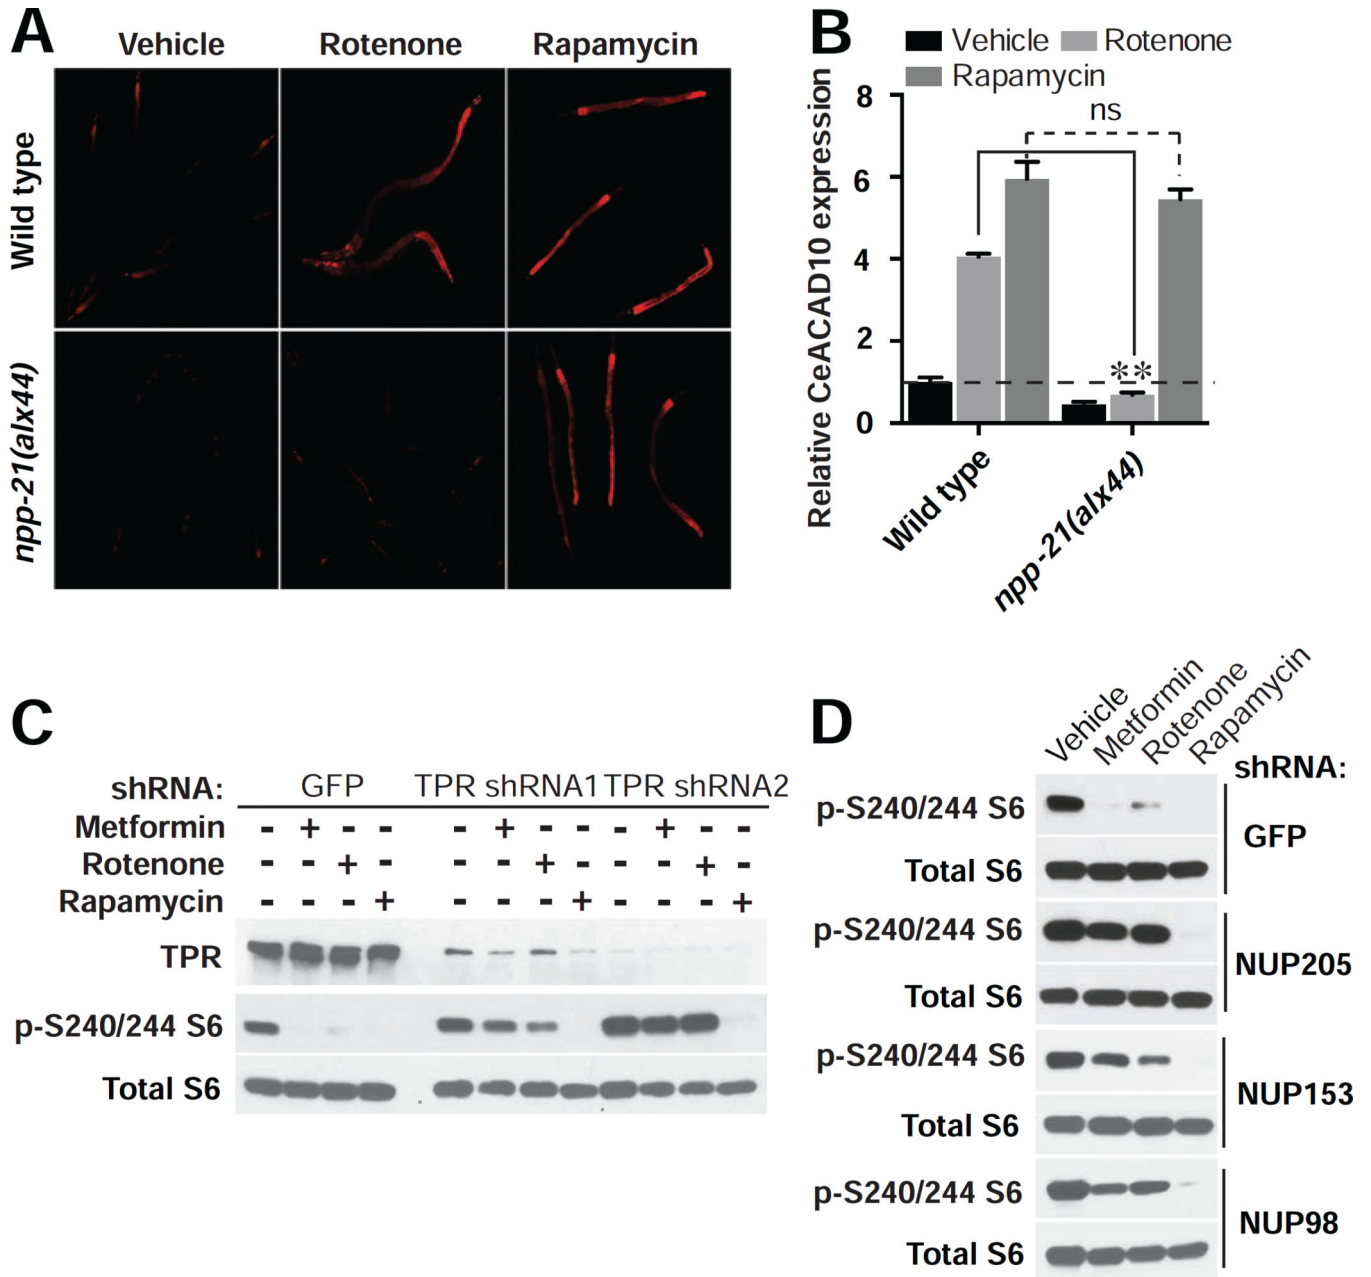 A
Vehicle Rotenone Rapamycin
Wild type
npp-21(alx44)
B
Vehicle Rotenone
Rapamycin
Relative CeACAD10 expression
8
6
4
2
0
ns
**
Wild type
npp-21(alx44)
C
shRNA: GFP TPR shRNA1 TPR shRNA2
Metformin - + - - - + - - - + - -
Rotenone - - + - - - + - - - + -
Rapamycin - - - + - - - + - - - +
TPR
p-S240/244 S6
Total S6
D
Vehicle
Metformin
Rotenone
Rapamycin
shRNA:
p-S240/244 S6
GFP
Total S6
p-S240/244 S6
NUP205
Total S6
p-S240/244 S6
NUP153
Total S6
p-S240/244 S6
NUP98
Total S6